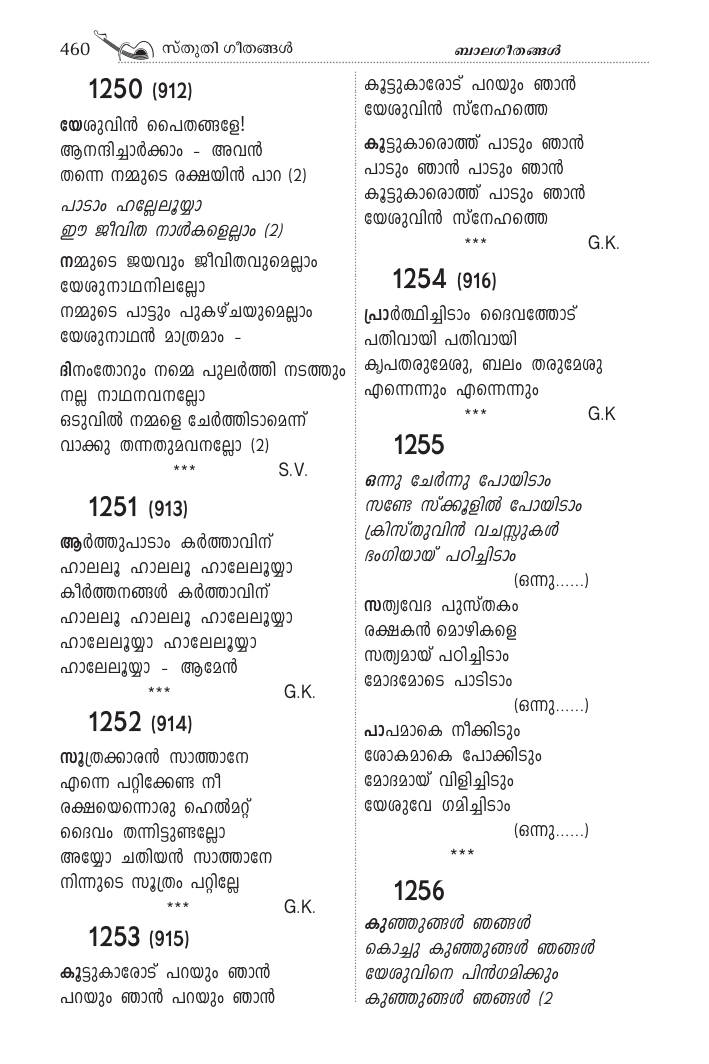 460 സ്തുതി ഗീതങ്ങൾ
ബാലഗീതങ്ങൾ
1250 (912)
യേശുവിൻ പൈതങ്ങളേ!
ആനന്ദിച്ചാർക്കാം - അവൻ
തന്നെ നമ്മുടെ രക്ഷയിൻ പാറ (2)
പാടാം ഹല്ലേലൂയ്യാ
ഈ ജീവിത നാൾകളെല്ലാം (2)
നമ്മുടെ ജയവും ജീവിതവുമെല്ലാം
യേശുനാഥനിലല്ലോ
നമ്മുടെ പാട്ടും പുകഴ്ചയുമെല്ലാം
യേശുനാഥൻ മാത്രമാം -
ദിനംതോറും നമ്മെ പുലർത്തി നടത്തും
നല്ല നാഥനവനല്ലോ
ഒടുവിൽ നമ്മളെ ചേർത്തിടാമെന്ന്
വാക്കു തന്നതുമവനല്ലോ (2)
*** S.V.
1251 (913)
ആർത്തുപാടാം കർത്താവിന്
ഹാലലൂ ഹാലലൂ ഹാലേലൂയ്യാ
കീർത്തനങ്ങൾ കർത്താവിന്
ഹാലലൂ ഹാലലൂ ഹാലേലൂയ്യാ
ഹാലേലൂയ്യാ ഹാലേലൂയ്യാ
ഹാലേലൂയ്യാ - ആമേൻ
*** G.K.
1252 (914)
സൂത്രക്കാരൻ സാത്താനേ
എന്നെ പറ്റിക്കേണ്ട നീ
രക്ഷയെന്നൊരു ഹെൽമറ്റ്
ദൈവം തന്നിട്ടുണ്ടല്ലോ
അയ്യോ ചതിയൻ സാത്താനേ
നിന്നുടെ സൂത്രം പറ്റില്ലേ
*** G.K.
1253 (915)
കൂട്ടുകാരോട് പറയും ഞാൻ
പറയും ഞാൻ പറയും ഞാൻ
കൂട്ടുകാരോട് പറയും ഞാൻ
യേശുവിൻ സ്നേഹത്തെ
കൂട്ടുകാരൊത്ത് പാടും ഞാൻ
പാടും ഞാൻ പാടും ഞാൻ
കൂട്ടുകാരൊത്ത് പാടും ഞാൻ
യേശുവിൻ സ്നേഹത്തെ
*** G.K.
1254 (916)
പ്രാർത്ഥിച്ചിടാം ദൈവത്തോട്
പതിവായി പതിവായി
കൃപതരുമേശു, ബലം തരുമേശു
എന്നെന്നും എന്നെന്നും
*** G.K
1255
ഒന്നു ചേർന്നു പോയിടാം
സണ്ടേ സ്ക്കൂളിൽ പോയിടാം
ക്രിസ്തുവിൻ വചസ്സുകൾ
ഭംഗിയായ് പഠിച്ചിടാം
(ഒന്നു......)
സത്യവേദ പുസ്തകം
രക്ഷകൻ മൊഴികളെ
സത്യമായ് പഠിച്ചിടാം
മോദമോടെ പാടിടാം
(ഒന്നു......)
പാപമാകെ നീക്കിടും
ശോകമാകെ പോക്കിടും
മോദമായ് വിളിച്ചിടും
യേശുവേ ഗമിച്ചിടാം
(ഒന്നു......)
***
1256
കുഞ്ഞുങ്ങൾ ഞങ്ങൾ
കൊച്ചു കുഞ്ഞുങ്ങൾ ഞങ്ങൾ
യേശുവിനെ പിൻഗമിക്കും
കുഞ്ഞുങ്ങൾ ഞങ്ങൾ (2